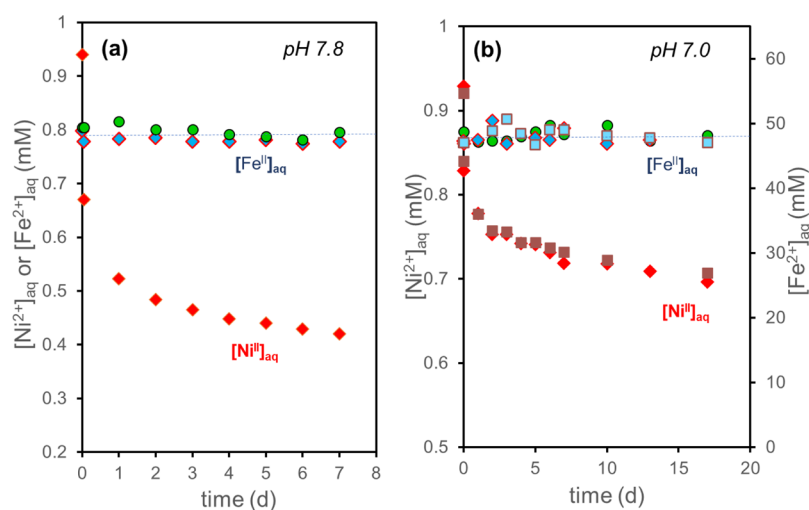 (a) pH 7.8
[Ni²⁺]aq or [Fe²⁺]aq (mM)
1
0.9
0.8
0.7
0.6
0.5
0.4
0.3
0.2
[Feᴵᴵ]aq
[Niᴵᴵ]aq
0 1 2 3 4 5 6 7 8
time (d)
(b) pH 7.0
[Ni²⁺]aq (mM)
1
0.9
0.8
0.7
0.6
0.5
[Feᴵᴵ]aq
[Niᴵᴵ]aq
0 5 10 15 20
time (d)
60
50
40
30
20
10
0
[Fe²⁺]aq (mM)